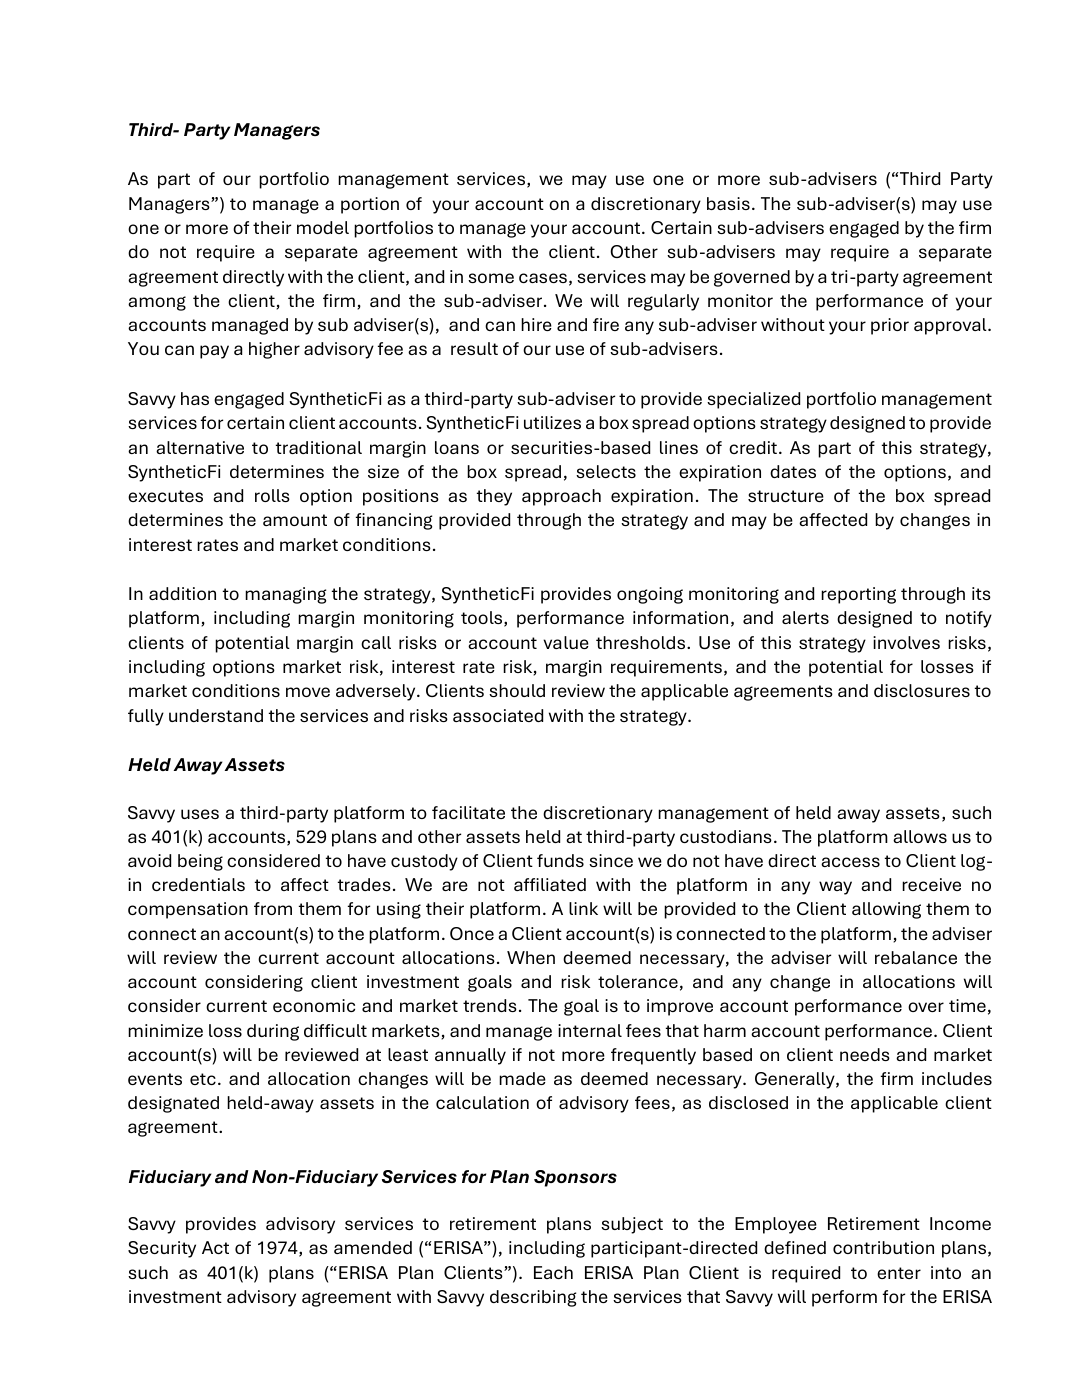 Third- Party Managers
As part of our portfolio management services, we may use one or more sub-advisers (“Third Party
Managers”) to manage a portion of  your account on a discretionary basis. The sub-adviser(s) may use
one or more of their model portfolios to manage your account. Certain sub-advisers engaged by the firm
do not require a separate agreement with the client. Other sub-advisers may require a separate
agreement directly with the client, and in some cases, services may be governed by a tri-party agreement
among the client, the firm, and the sub-adviser. We will regularly monitor the performance of your
accounts managed by sub adviser(s),  and can hire and fire any sub-adviser without your prior approval.
You can pay a higher advisory fee as a  result of our use of sub-advisers.
Savvy has engaged SyntheticFi as a third-party sub-adviser to provide specialized portfolio management
services for certain client accounts. SyntheticFi utilizes a box spread options strategy designed to provide
an alternative to traditional margin loans or securities-based lines of credit. As part of this strategy,
SyntheticFi determines the size of the box spread, selects the expiration dates of the options, and
executes and rolls option positions as they approach expiration. The structure of the box spread
determines the amount of financing provided through the strategy and may be affected by changes in
interest rates and market conditions.
In addition to managing the strategy, SyntheticFi provides ongoing monitoring and reporting through its
platform, including margin monitoring tools, performance information, and alerts designed to notify
clients of potential margin call risks or account value thresholds. Use of this strategy involves risks,
including options market risk, interest rate risk, margin requirements, and the potential for losses if
market conditions move adversely. Clients should review the applicable agreements and disclosures to
fully understand the services and risks associated with the strategy.
Held Away Assets
Savvy uses a third-party platform to facilitate the discretionary management of held away assets, such
as 401(k) accounts, 529 plans and other assets held at third-party custodians. The platform allows us to
avoid being considered to have custody of Client funds since we do not have direct access to Client log-
in credentials to affect trades. We are not affiliated with the platform in any way and receive no
compensation from them for using their platform. A link will be provided to the Client allowing them to
connect an account(s) to the platform. Once a Client account(s) is connected to the platform, the adviser
will review the current account allocations. When deemed necessary, the adviser will rebalance the
account considering client investment goals and risk tolerance, and any change in allocations will
consider current economic and market trends. The goal is to improve account performance over time,
minimize loss during difficult markets, and manage internal fees that harm account performance. Client
account(s) will be reviewed at least annually if not more frequently based on client needs and market
events etc. and allocation changes will be made as deemed necessary. Generally, the firm includes
designated held-away assets in the calculation of advisory fees, as disclosed in the applicable client
agreement.
Fiduciary and Non-Fiduciary Services for Plan Sponsors
Savvy provides advisory services to retirement plans subject to the Employee Retirement Income
Security Act of 1974, as amended (“ERISA”), including participant-directed defined contribution plans,
such as 401(k) plans (“ERISA Plan Clients”). Each ERISA Plan Client is required to enter into an
investment advisory agreement with Savvy describing the services that Savvy will perform for the ERISA